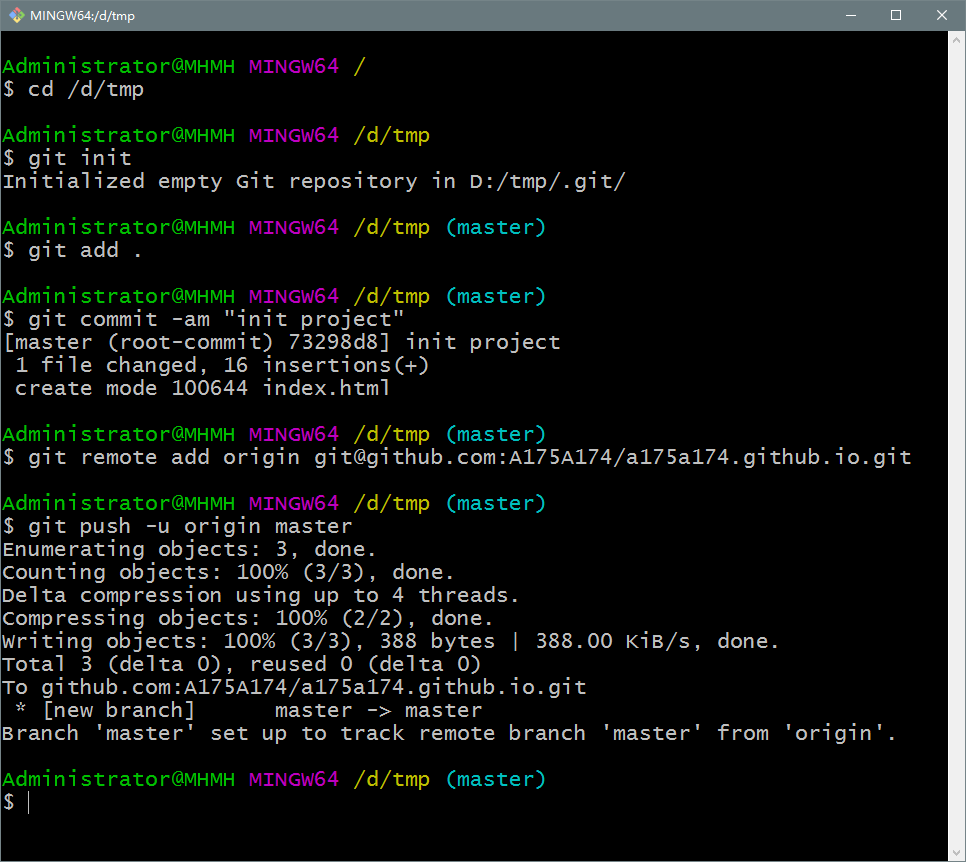 MINGW64:/d/tmp
Administrator@MHMH MINGW64 /
$ cd /d/tmp
Administrator@MHMH MINGW64 /d/tmp
$ git init
Initialized empty Git repository in D:/tmp/.git/
Administrator@MHMH MINGW64 /d/tmp (master)
$ git add .
Administrator@MHMH MINGW64 /d/tmp (master)
$ git commit -am "init project"
[master (root-commit) 73298d8] init project
 1 file changed, 16 insertions(+)
 create mode 100644 index.html
Administrator@MHMH MINGW64 /d/tmp (master)
$ git remote add origin git@github.com:A175A174/a175a174.github.io.git
Administrator@MHMH MINGW64 /d/tmp (master)
$ git push -u origin master
Enumerating objects: 3, done.
Counting objects: 100% (3/3), done.
Delta compression using up to 4 threads.
Compressing objects: 100% (2/2), done.
Writing objects: 100% (3/3), 388 bytes | 388.00 KiB/s, done.
Total 3 (delta 0), reused 0 (delta 0)
To github.com:A175A174/a175a174.github.io.git
 * [new branch]      master -> master
Branch 'master' set up to track remote branch 'master' from 'origin'.
Administrator@MHMH MINGW64 /d/tmp (master)
$